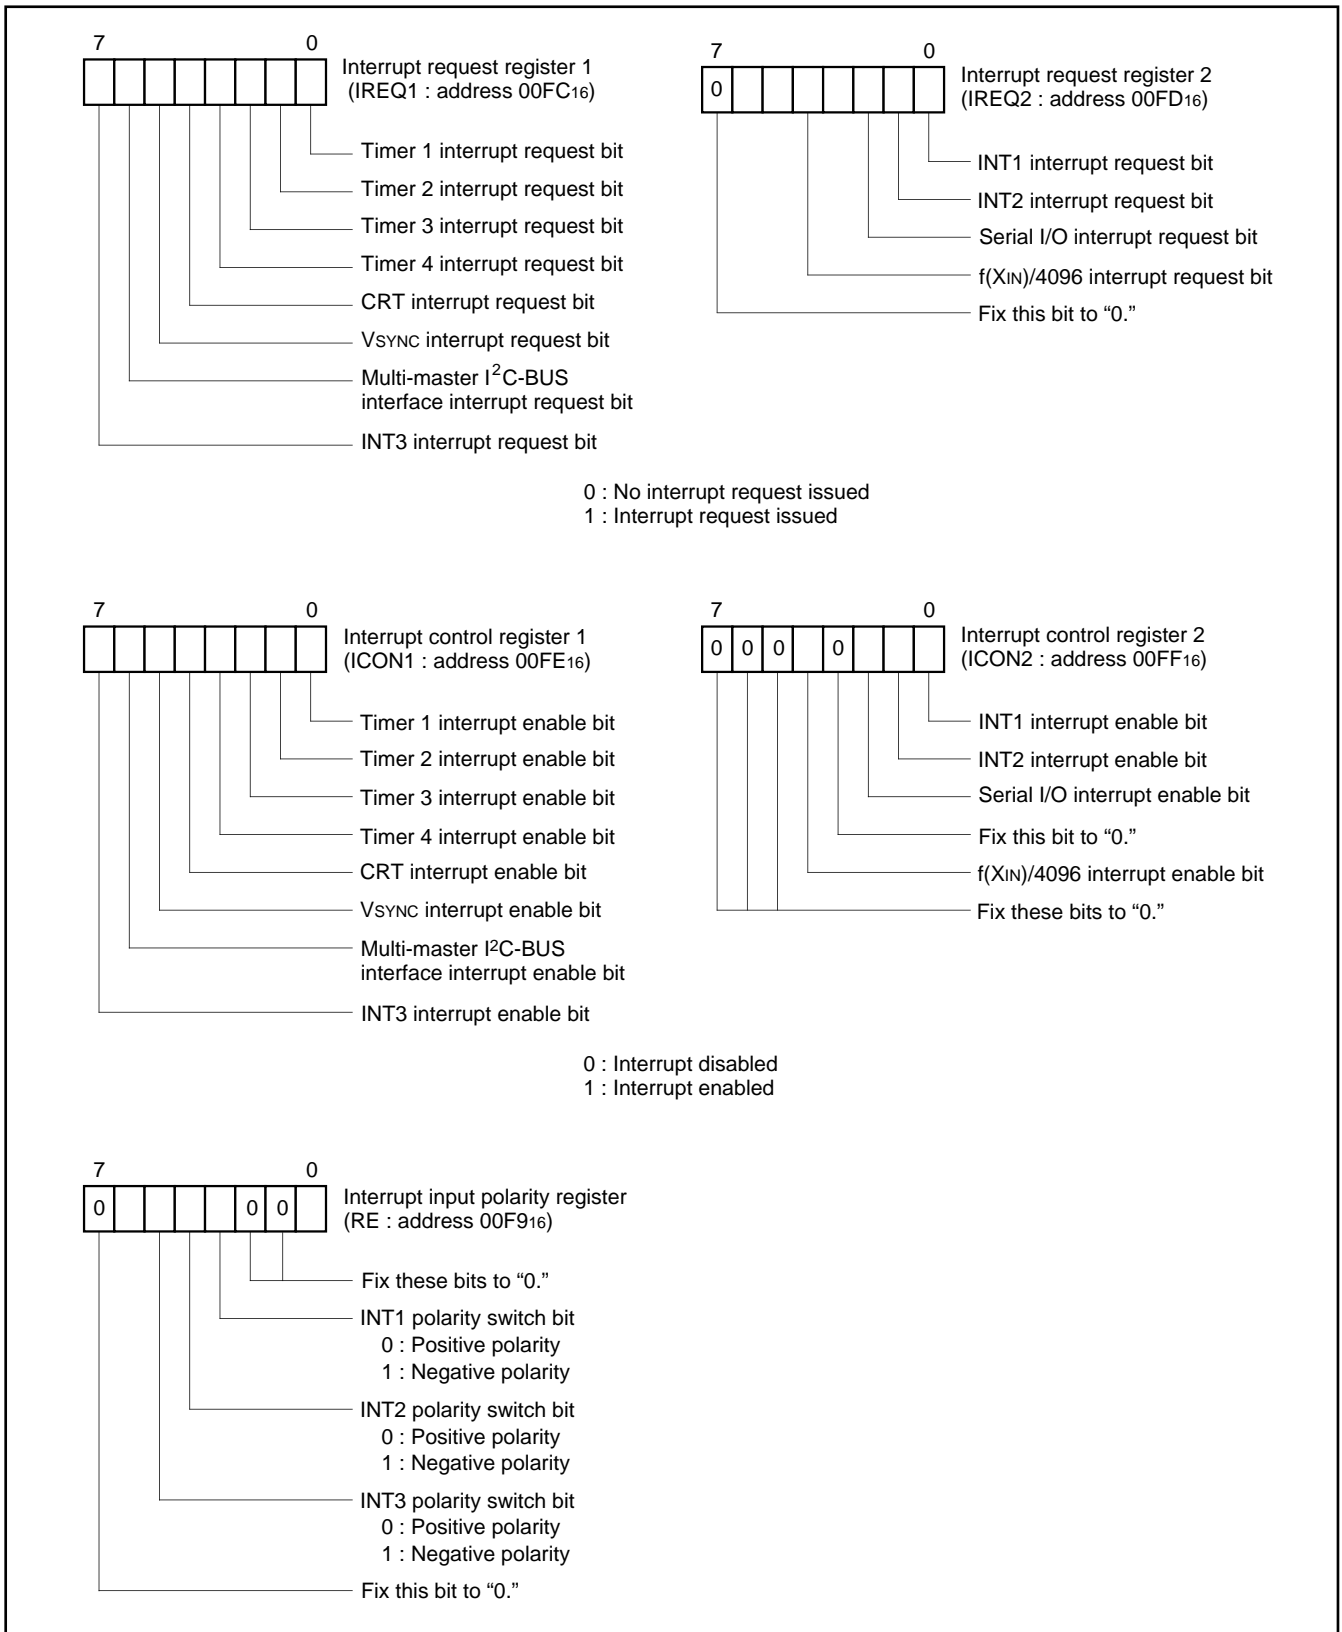 7 0
Interrupt request register 1
(IREQ1 : address 00FC16)
Timer 1 interrupt request bit
Timer 2 interrupt request bit
Timer 3 interrupt request bit
Timer 4 interrupt request bit
CRT interrupt request bit
VSYNC interrupt request bit
Multi-master I2C-BUS
interface interrupt request bit
INT3 interrupt request bit
7 0
0
Interrupt request register 2
(IREQ2 : address 00FD16)
INT1 interrupt request bit
INT2 interrupt request bit
Serial I/O interrupt request bit
f(XIN)/4096 interrupt request bit
Fix this bit to “0.”
0 : No interrupt request issued
1 : Interrupt request issued
7 0
Interrupt control register 1
(ICON1 : address 00FE16)
Timer 1 interrupt enable bit
Timer 2 interrupt enable bit
Timer 3 interrupt enable bit
Timer 4 interrupt enable bit
CRT interrupt enable bit
VSYNC interrupt enable bit
Multi-master I2C-BUS
interface interrupt enable bit
INT3 interrupt enable bit
7 0
0 0 0 0
Interrupt control register 2
(ICON2 : address 00FF16)
INT1 interrupt enable bit
INT2 interrupt enable bit
Serial I/O interrupt enable bit
Fix this bit to “0.”
f(XIN)/4096 interrupt enable bit
Fix these bits to “0.”
0 : Interrupt disabled
1 : Interrupt enabled
7 0
0 0 0
Interrupt input polarity register
(RE : address 00F916)
Fix these bits to “0.”
INT1 polarity switch bit
0 : Positive polarity
1 : Negative polarity
INT2 polarity switch bit
0 : Positive polarity
1 : Negative polarity
INT3 polarity switch bit
0 : Positive polarity
1 : Negative polarity
Fix this bit to “0.”